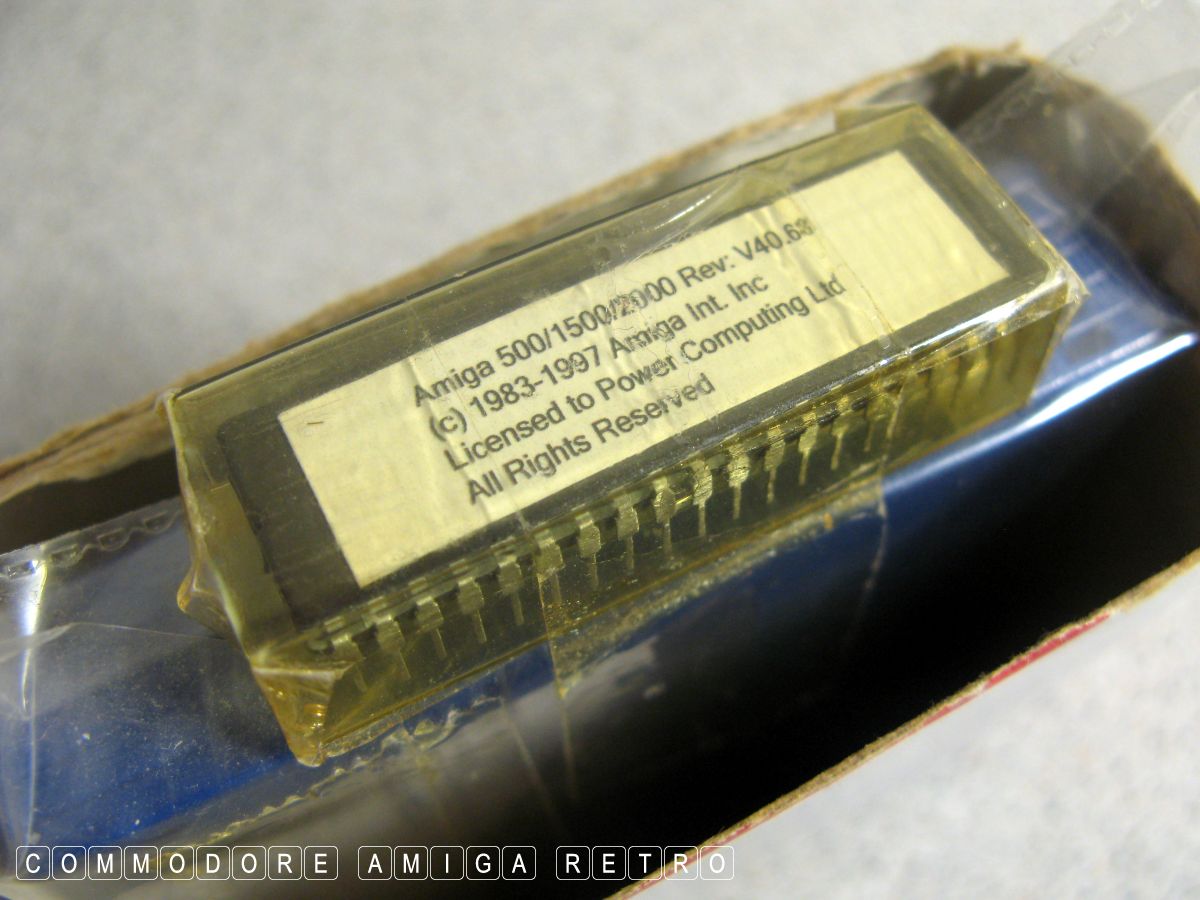 Amiga 500/1500/2000 Rev: V40.63
(c) 1983-1997 Amiga Int. Inc
Licensed to Power Computing Ltd
All Rights Reserved
COMMODORE AMIGA RETRO